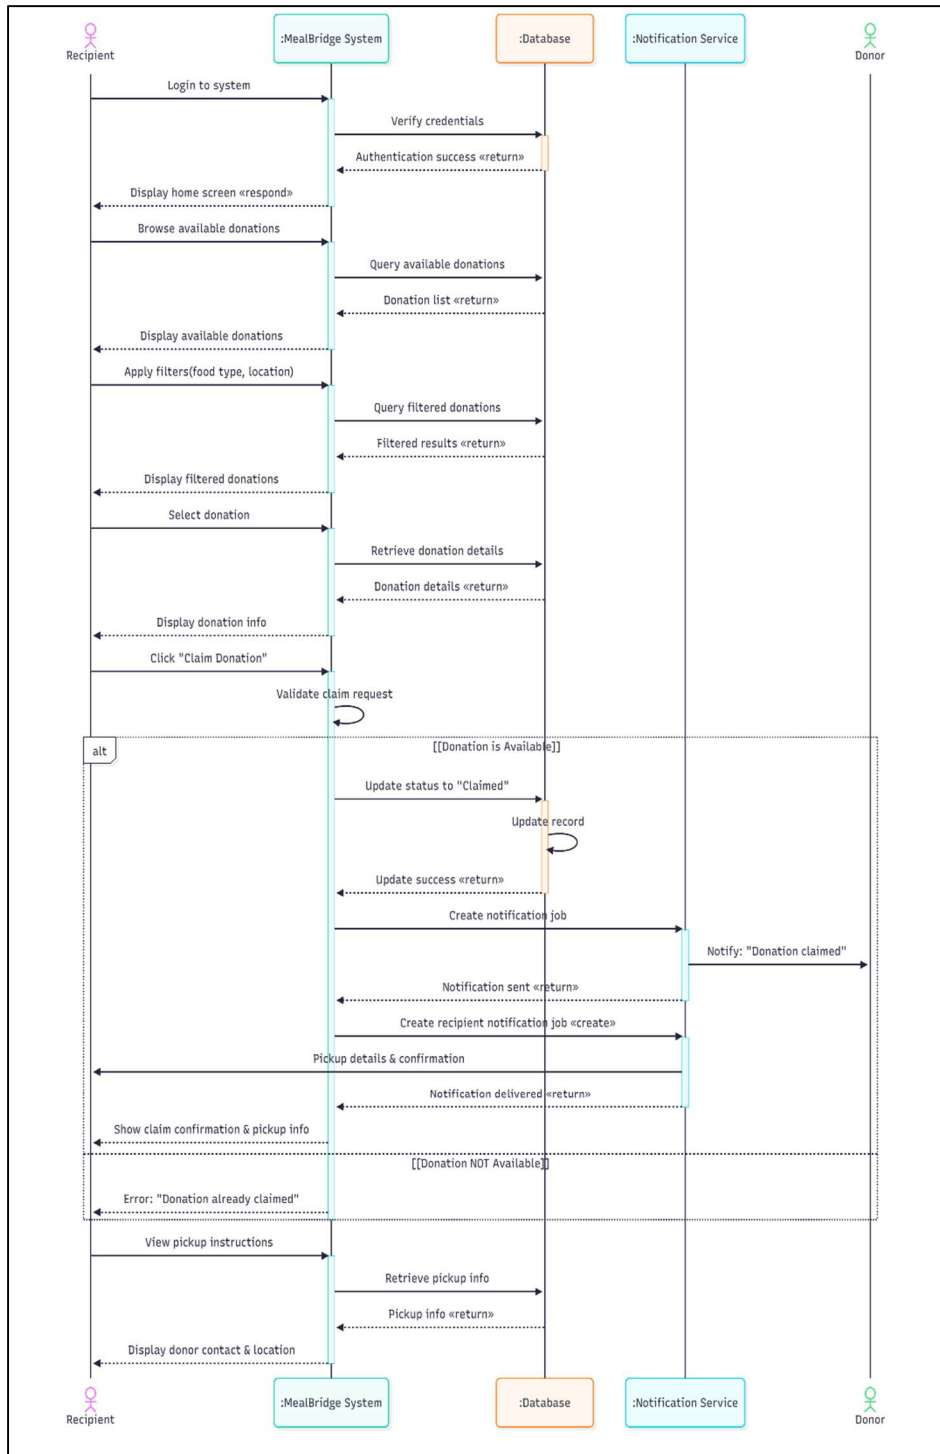 :MealBridge System
:Database
:Notification Service
Recipient
Donor
Login to system
Verify credentials
Authentication success «return»
Display home screen «respond»
Browse available donations
Query available donations
Donation list «return»
Display available donations
Apply filters(food type, location)
Query filtered donations
Filtered results «return»
Display filtered donations
Select donation
Retrieve donation details
Donation details «return»
Display donation info
Click "Claim Donation"
Validate claim request
alt
[[Donation is Available]]
Update status to "Claimed"
Update record
Update success «return»
Create notification job
Notify: "Donation claimed"
Notification sent «return»
Create recipient notification job «create»
Pickup details & confirmation
Notification delivered «return»
Show claim confirmation & pickup info
[[Donation NOT Available]]
Error: "Donation already claimed"
View pickup instructions
Retrieve pickup info
Pickup info «return»
Display donor contact & location
:MealBridge System
:Database
:Notification Service
Recipient
Donor